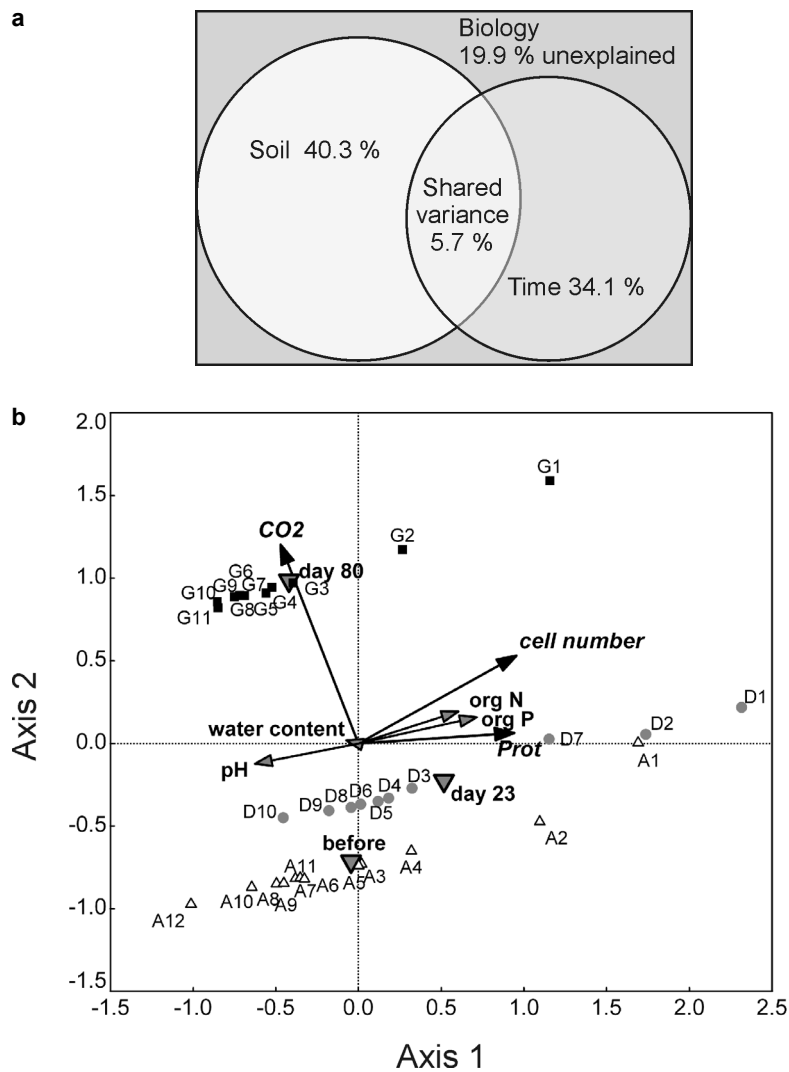 a
Biology
19.9 % unexplained
Soil 40.3 %
Shared
variance
5.7 %
Time 34.1 %
b
2.0
1.5
1.0
0.5
0.0
-0.5
-1.0
-1.5
Axis 2
G1
G2
CO2
day 80
G6
G10 G9 G7 G3
G4
G11 G8 G5
cell number
org N
org P
D1
D2
water content
Prot
D7
A1
pH
D3
D4
D6
D8
D9
D5
D10
day 23
A2
before
A4
A11
A3
A5
A6
A7
A10 A8 A9
A12
-1.5 -1.0 -0.5 0.0 0.5 1.0 1.5 2.0 2.5
Axis 1